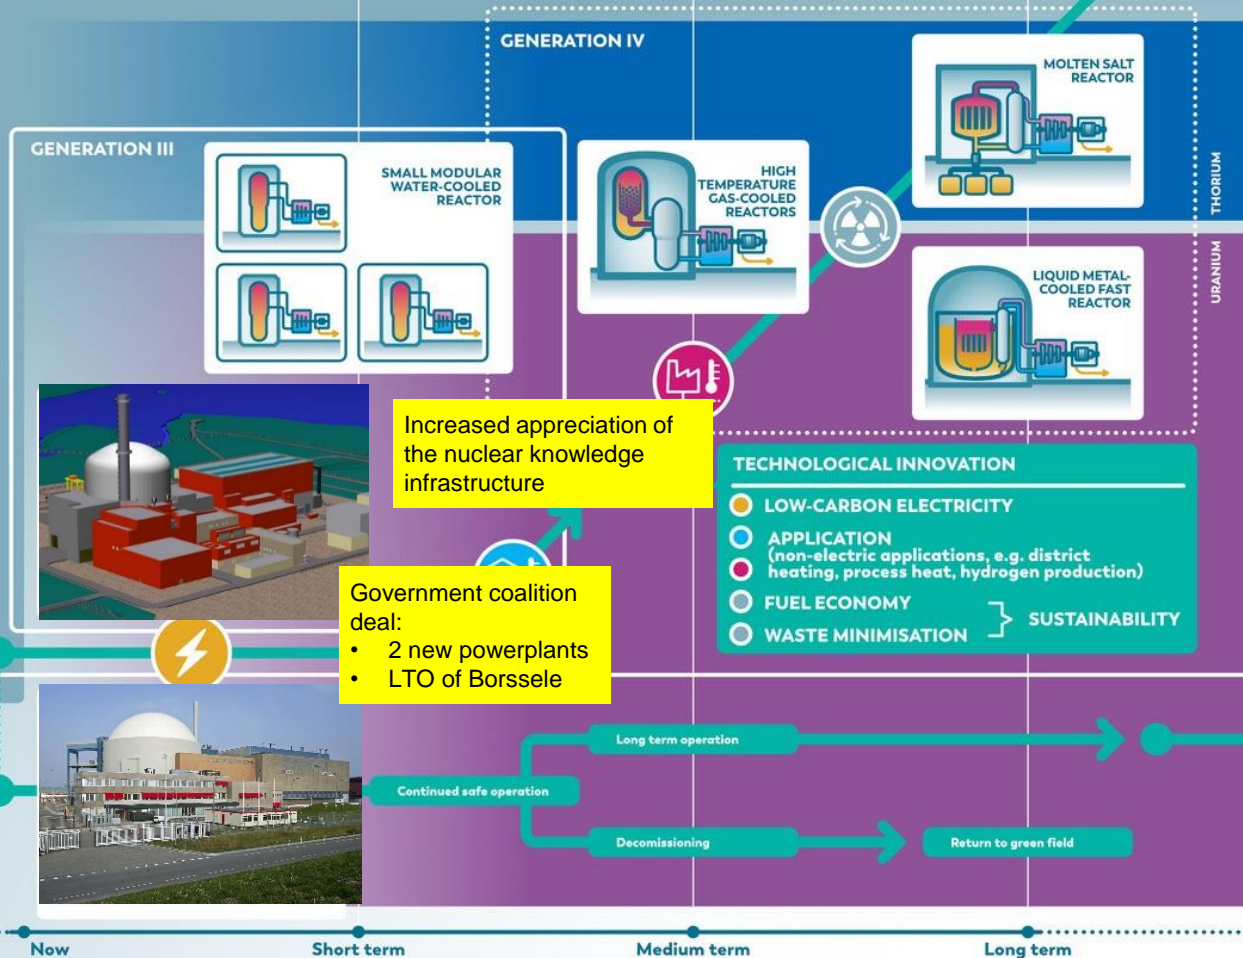 GENERATION IV
MOLTEN SALT
REACTOR
GENERATION III
SMALL MODULAR
WATER-COOLED
REACTOR
HIGH
TEMPERATURE
GAS-COOLED
REACTORS
THORIUM
URANIUM
LIQUID METAL-
COOLED FAST
REACTOR
Increased appreciation of
the nuclear knowledge
infrastructure
TECHNOLOGICAL INNOVATION
LOW-CARBON ELECTRICITY
APPLICATION
(non-electric applications, e.g. district
heating, process heat, hydrogen production)
FUEL ECONOMY
WASTE MINIMISATION
SUSTAINABILITY
Government coalition
deal:
• 2 new powerplants
• LTO of Borssele
Long term operation
Continued safe operation
Decomissioning
Return to green field
Now
Short term
Medium term
Long term